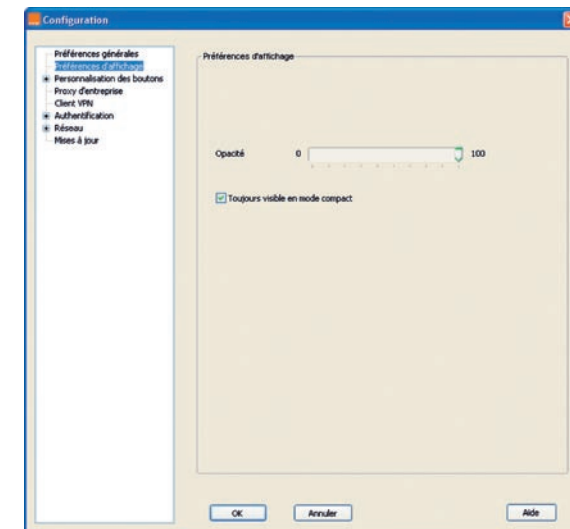 Configuration
Préférences générales
Préférences d'affichage
Personnalisation des boutons
Proxy d'entreprise
Client VPN
Authentification
Réseau
Mises à jour
Préférences d'affichage
Opacité 0 100
Toujours visible en mode compact
OK Annuler Aide